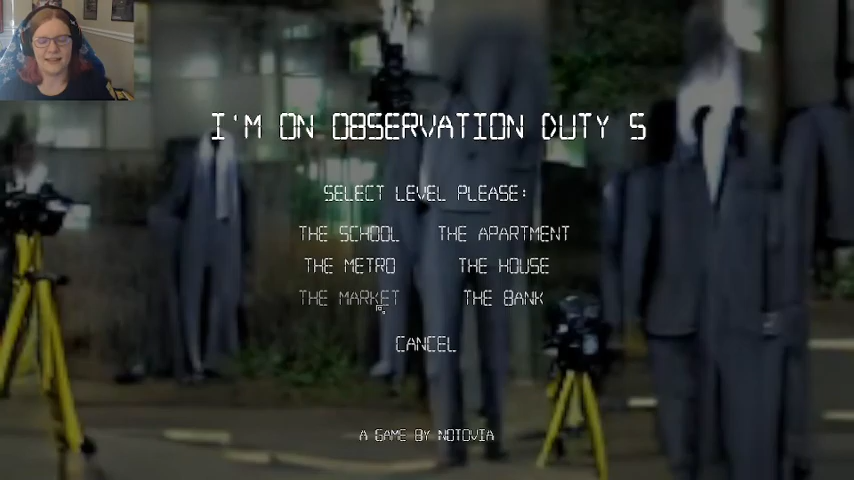 I'M ON OBSERVATION DUTY 5
SELECT LEVEL PLEASE:
THE SCHOOL THE APARTMENT
THE METRO THE HOUSE
THE MARKET THE BANK
CANCEL
A GAME BY NOTOVIA